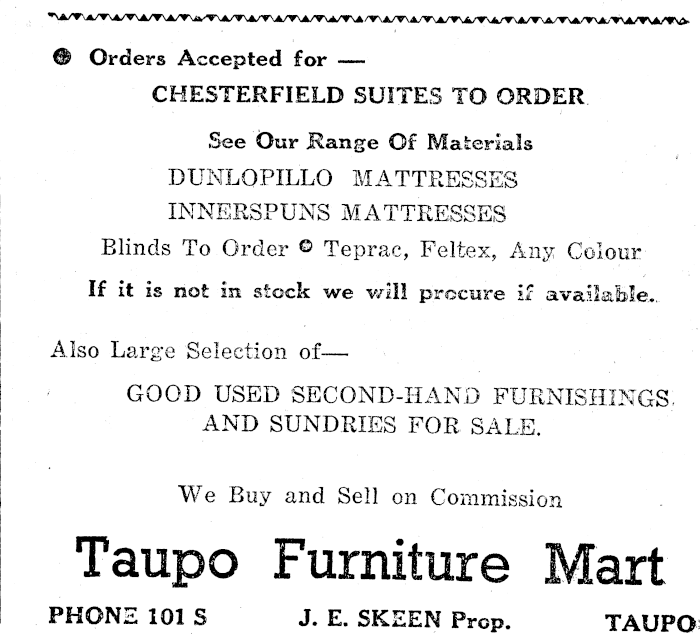 Orders Accepted for —
CHESTERFIELD SUITES TO ORDER
See Our Range Of Materials
DUNLOPILLO MATTRESSES
INNERSPUNS MATTRESSES
Blinds To Order Teprac, Feltex, Any Colour
If it is not in stock we will procure if available.
Also Large Selection of—
GOOD USED SECOND-HAND FURNISHINGS
AND SUNDRIES FOR SALE.
We Buy and Sell on Commission
Taupo Furniture Mart
PHONE 101 S J. E. SKEEN Prop. TAUPO